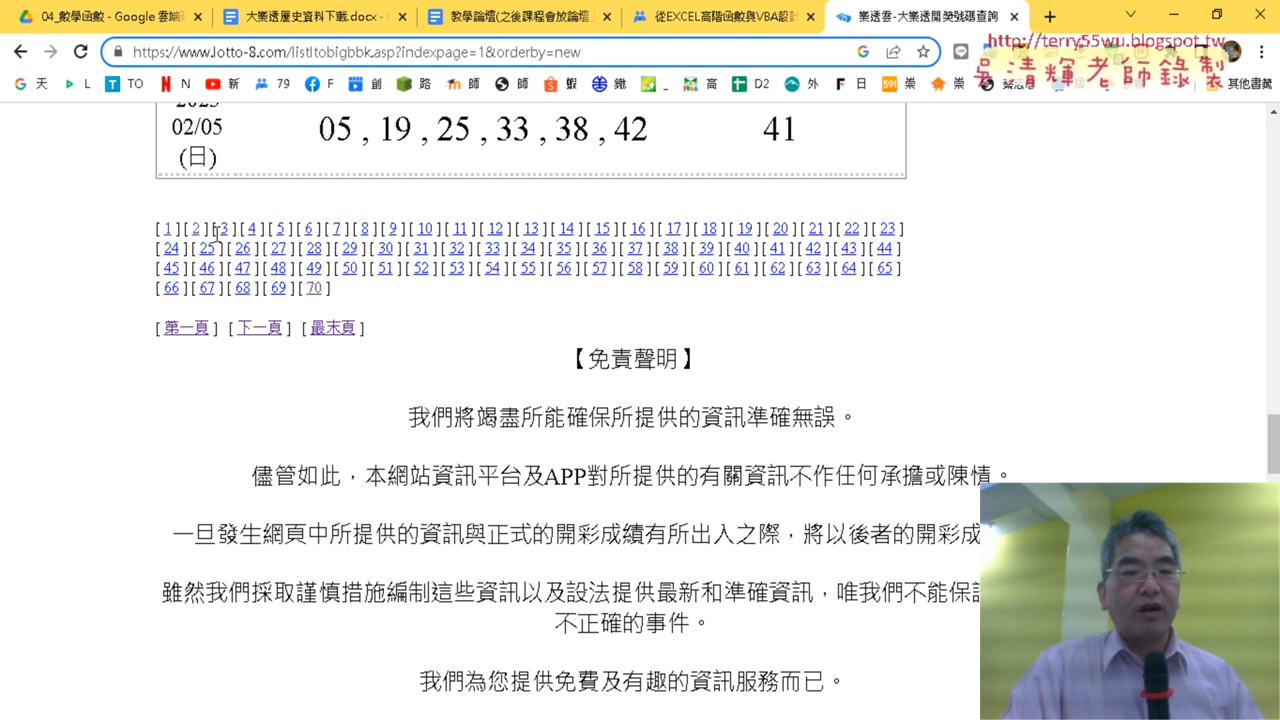 04_數學函數 - Google 雲端
大樂透歷史資料下載.docx -
教學論壇(之後課程會放論壇上
從EXCEL高階函數與VBA設計
樂透雲-大樂透開獎號碼查詢
https://www.lotto-8.com/listltobigbbk.asp?indexpage=1&orderby=new
http://terry55wu.blogspot.tw
吳清輝老師錄製
天 L TO 新 79 F 創 路 師 師 蝦 鐵 _ 高 D2 外 日 崇 崇 其他書籤
02/05
(日)
05 , 19 , 25 , 33 , 38 , 42 41
[ 1 ] [ 2 ] [ 3 ] [ 4 ] [ 5 ] [ 6 ] [ 7 ] [ 8 ] [ 9 ] [ 10 ] [ 11 ] [ 12 ] [ 13 ] [ 14 ] [ 15 ] [ 16 ] [ 17 ] [ 18 ] [ 19 ] [ 20 ] [ 21 ] [ 22 ] [ 23 ]
[ 24 ] [ 25 ] [ 26 ] [ 27 ] [ 28 ] [ 29 ] [ 30 ] [ 31 ] [ 32 ] [ 33 ] [ 34 ] [ 35 ] [ 36 ] [ 37 ] [ 38 ] [ 39 ] [ 40 ] [ 41 ] [ 42 ] [ 43 ] [ 44 ]
[ 45 ] [ 46 ] [ 47 ] [ 48 ] [ 49 ] [ 50 ] [ 51 ] [ 52 ] [ 53 ] [ 54 ] [ 55 ] [ 56 ] [ 57 ] [ 58 ] [ 59 ] [ 60 ] [ 61 ] [ 62 ] [ 63 ] [ 64 ] [ 65 ]
[ 66 ] [ 67 ] [ 68 ] [ 69 ] [ 70 ]
[ 第一頁 ] [ 下一頁 ] [ 最末頁 ]
【免責聲明】
我們將竭盡所能確保所提供的資訊準確無誤。
儘管如此，本網站資訊平台及APP對所提供的有關資訊不作任何承擔或陳情。
一旦發生網頁中所提供的資訊與正式的開彩成績有所出入之際，將以後者的開彩成
雖然我們採取謹慎措施編制這些資訊以及設法提供最新和準確資訊，唯我們不能保證
不正確的事件。
我們為您提供免費及有趣的資訊服務而已。